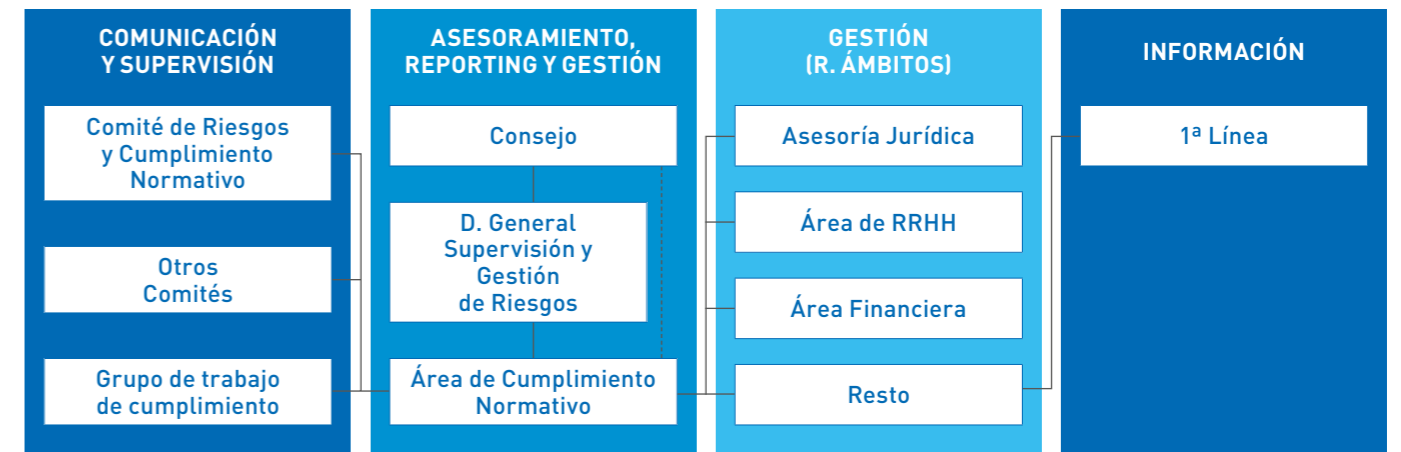 COMUNICACIÓN
Y SUPERVISIÓN
Comité de Riesgos
y Cumplimiento
Normativo
Otros
Comités
Grupo de trabajo
de cumplimiento
ASESORAMIENTO,
REPORTING Y GESTIÓN
Consejo
D. General
Supervisión y
Gestión
de Riesgos
Área de Cumplimiento
Normativo
GESTIÓN
(R. ÁMBITOS)
Asesoría Jurídica
Área de RRHH
Área Financiera
Resto
INFORMACIÓN
1ª Línea